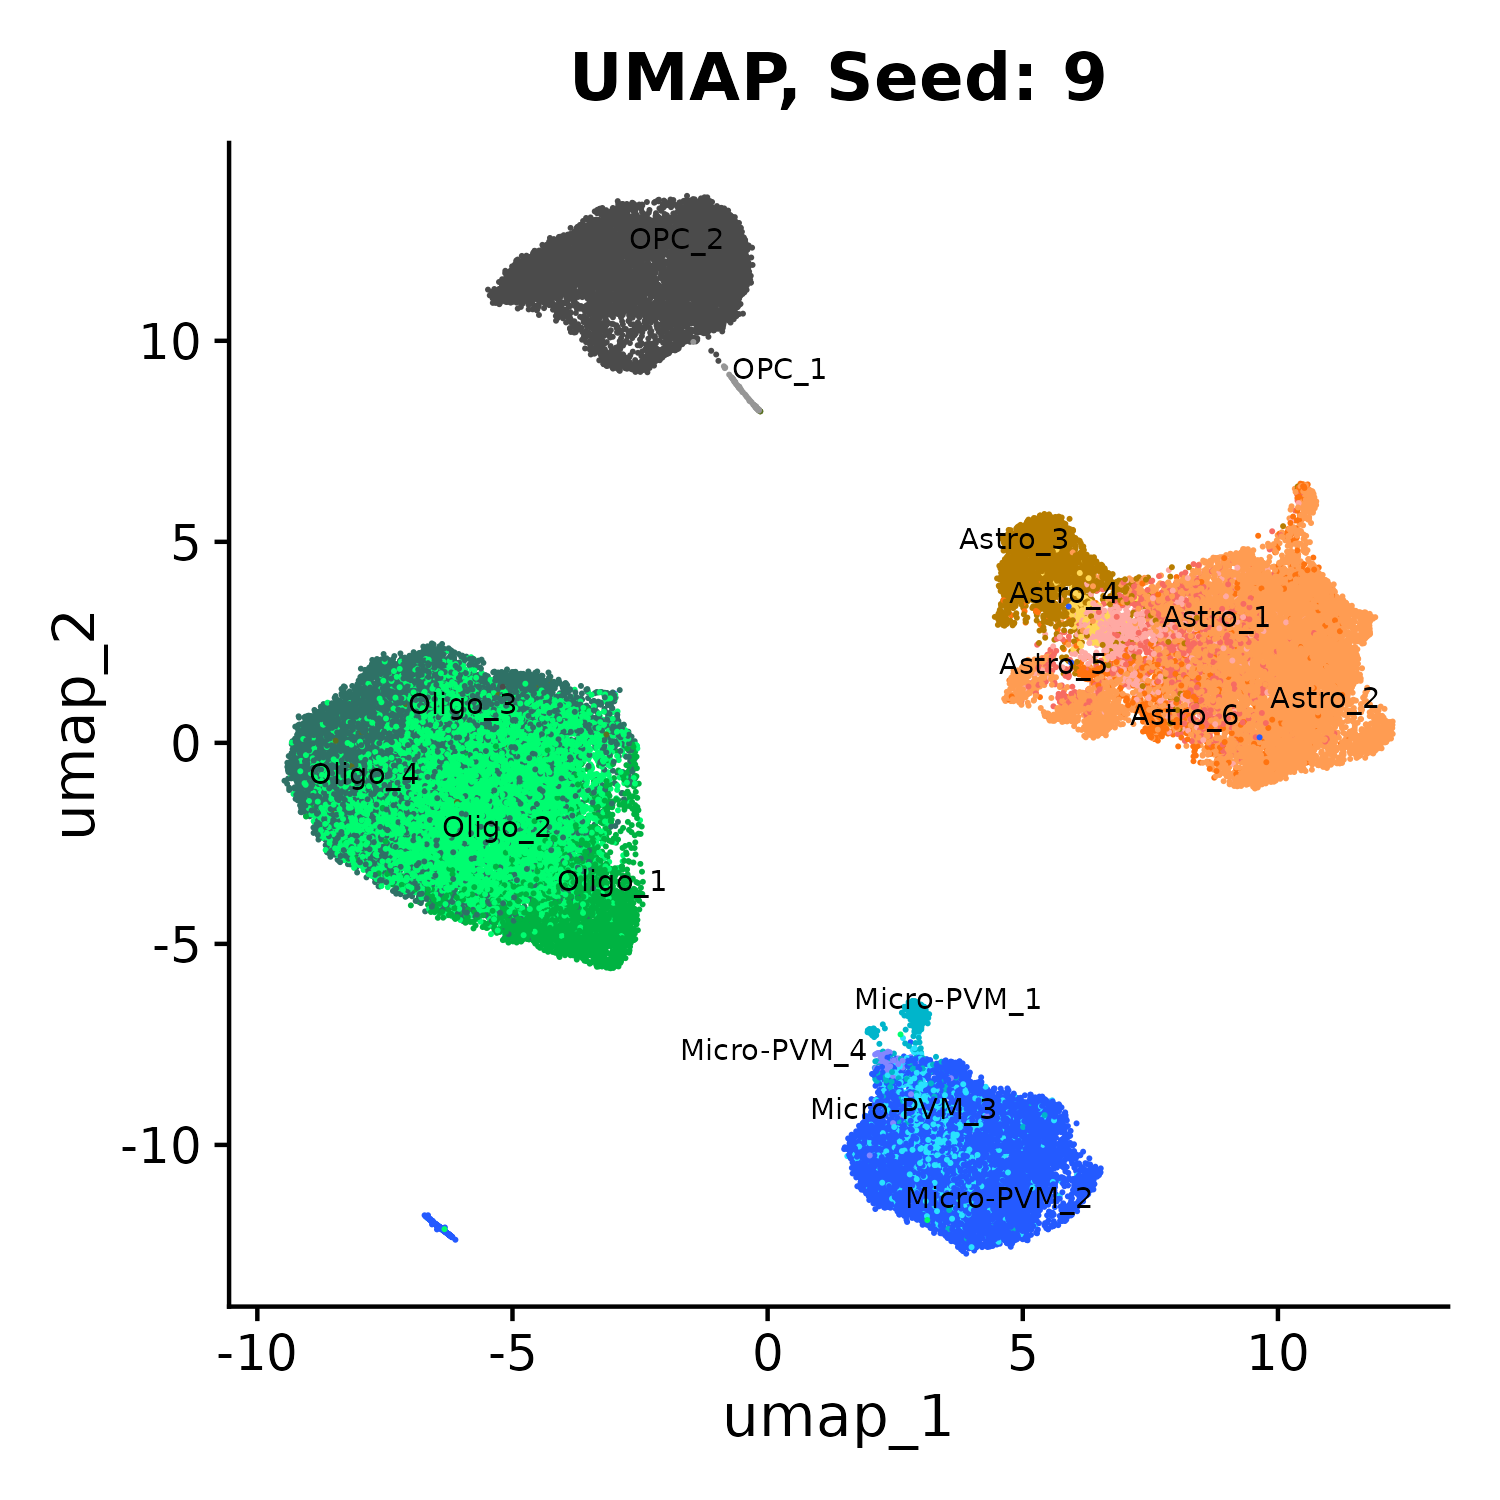 UMAP, Seed: 9
OPC_2
OPC_1
Astro_3
Astro_4
Astro_1
Astro_5
Astro_2
Astro_6
Oligo_3
Oligo_4
Oligo_2
Oligo_1
Micro-PVM_1
Micro-PVM_4
Micro-PVM_3
Micro-PVM_2
10
5
0
-5
-10
umap_2
-10 -5 0 5 10
umap_1